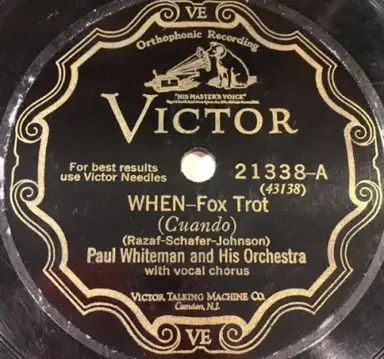 VE
Orthophonic Recording
"HIS MASTER'S VOICE"
VICTOR
For best results
use Victor Needles
21338-A
(43138)
WHEN-Fox Trot
(Cuando)
(Razaf-Schafer-Johnson)
Paul Whiteman and His Orchestra
with vocal chorus
VICTOR TALKING MACHINE CO.
Camden, N.J.
VE